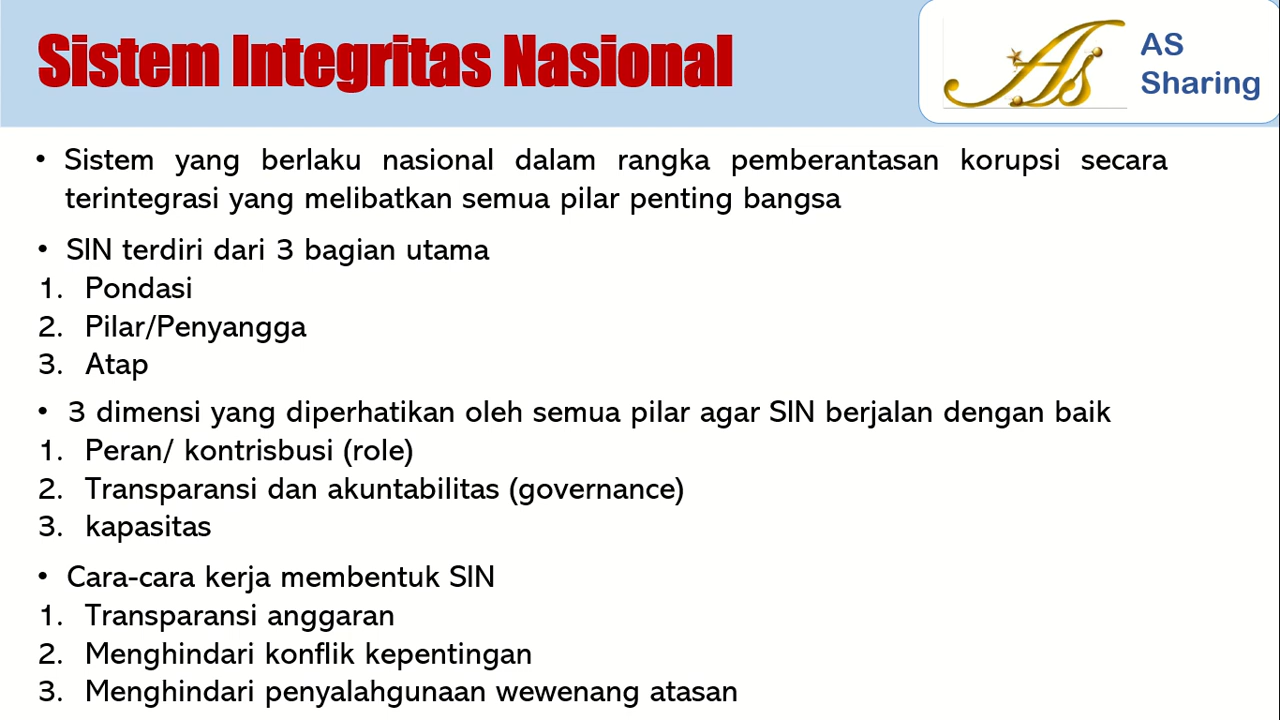 Sistem Integritas Nasional
As
AS
Sharing
• Sistem yang berlaku nasional dalam rangka pemberantasan korupsi secara
terintegrasi yang melibatkan semua pilar penting bangsa
• SIN terdiri dari 3 bagian utama
1. Pondasi
2. Pilar/Penyangga
3. Atap
• 3 dimensi yang diperhatikan oleh semua pilar agar SIN berjalan dengan baik
1. Peran/ kontrisbusi (role)
2. Transparansi dan akuntabilitas (governance)
3. kapasitas
• Cara-cara kerja membentuk SIN
1. Transparansi anggaran
2. Menghindari konflik kepentingan
3. Menghindari penyalahgunaan wewenang atasan